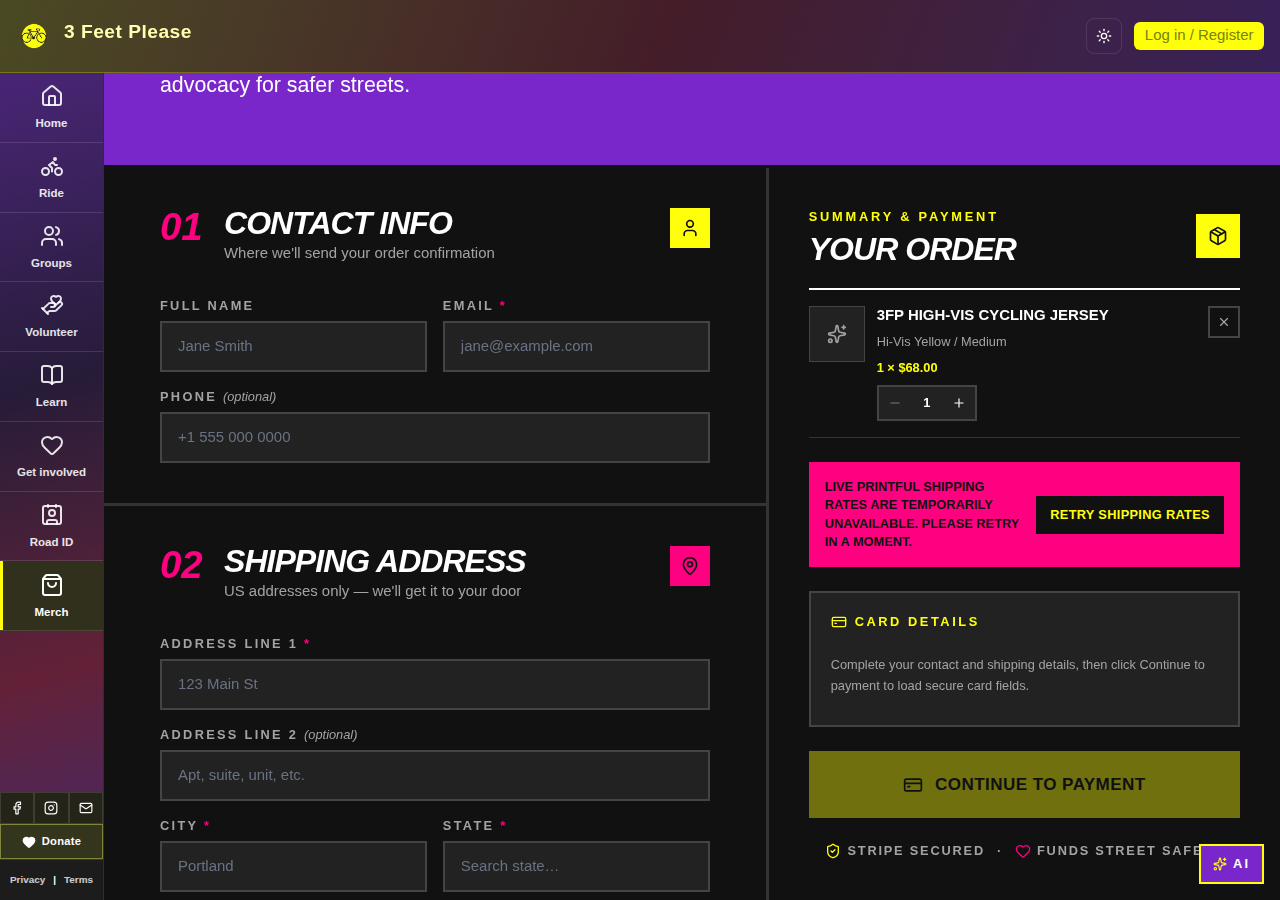 3 Feet Please
Log in / Register
Home
Ride
Groups
Volunteer
Learn
Get involved
Road ID
Merch
Donate
Privacy | Terms
advocacy for safer streets.
01 CONTACT INFO
Where we'll send your order confirmation
FULL NAME
Jane Smith
EMAIL *
jane@example.com
PHONE (optional)
+1 555 000 0000
02 SHIPPING ADDRESS
US addresses only — we'll get it to your door
ADDRESS LINE 1 *
123 Main St
ADDRESS LINE 2 (optional)
Apt, suite, unit, etc.
CITY *
Portland
STATE *
Search state…
SUMMARY & PAYMENT
YOUR ORDER
3FP HIGH-VIS CYCLING JERSEY
Hi-Vis Yellow / Medium
1 × $68.00
− 1 +
LIVE PRINTFUL SHIPPING
RATES ARE TEMPORARILY
UNAVAILABLE. PLEASE RETRY
IN A MOMENT.
RETRY SHIPPING RATES
CARD DETAILS
Complete your contact and shipping details, then click Continue to
payment to load secure card fields.
CONTINUE TO PAYMENT
STRIPE SECURED · FUNDS STREET SAFE
AI